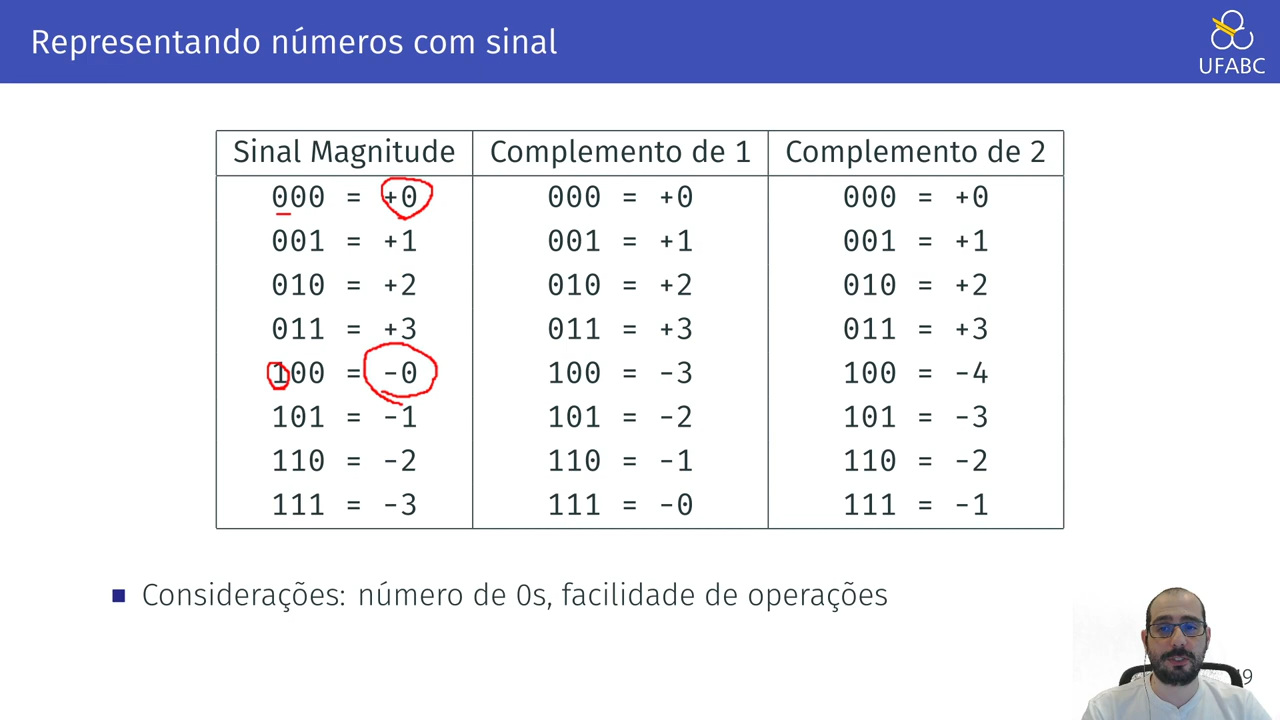 Representando números com sinal
UFABC
Sinal Magnitude Complemento de 1 Complemento de 2
000 = +0 000 = +0 000 = +0
001 = +1 001 = +1 001 = +1
010 = +2 010 = +2 010 = +2
011 = +3 011 = +3 011 = +3
100 = -0 100 = -3 100 = -4
101 = -1 101 = -2 101 = -3
110 = -2 110 = -1 110 = -2
111 = -3 111 = -0 111 = -1
Considerações: número de 0s, facilidade de operações